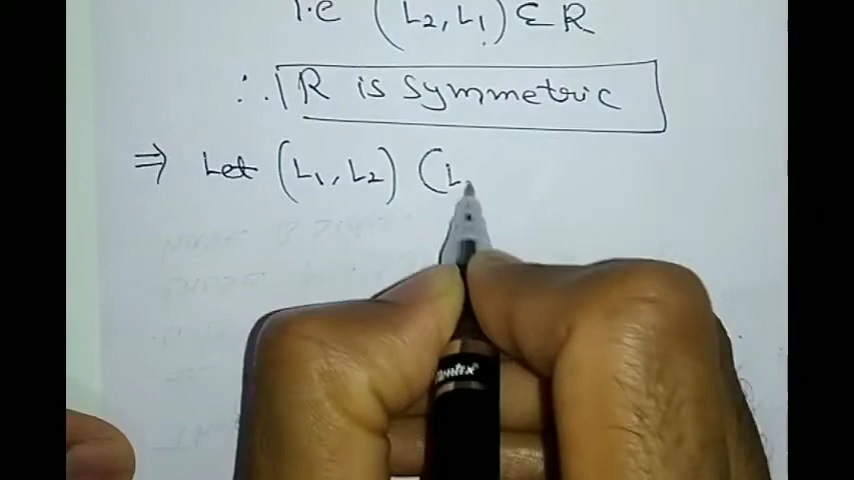 i.e (L2, L1) ε R
∴ R is symmetric
⇒ Let (L1, L2) (L